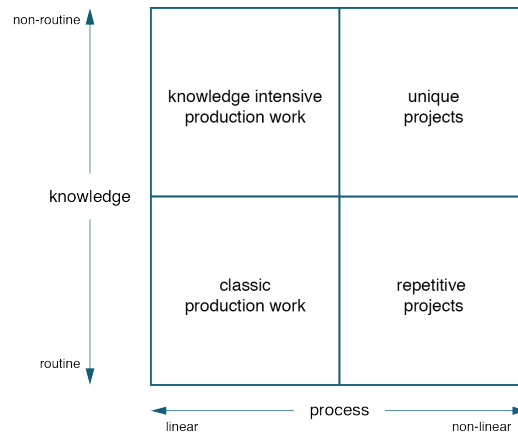 non-routine
knowledge intensive
production work
unique
projects
knowledge
classic
production work
repetitive
projects
routine
process
linear
non-linear